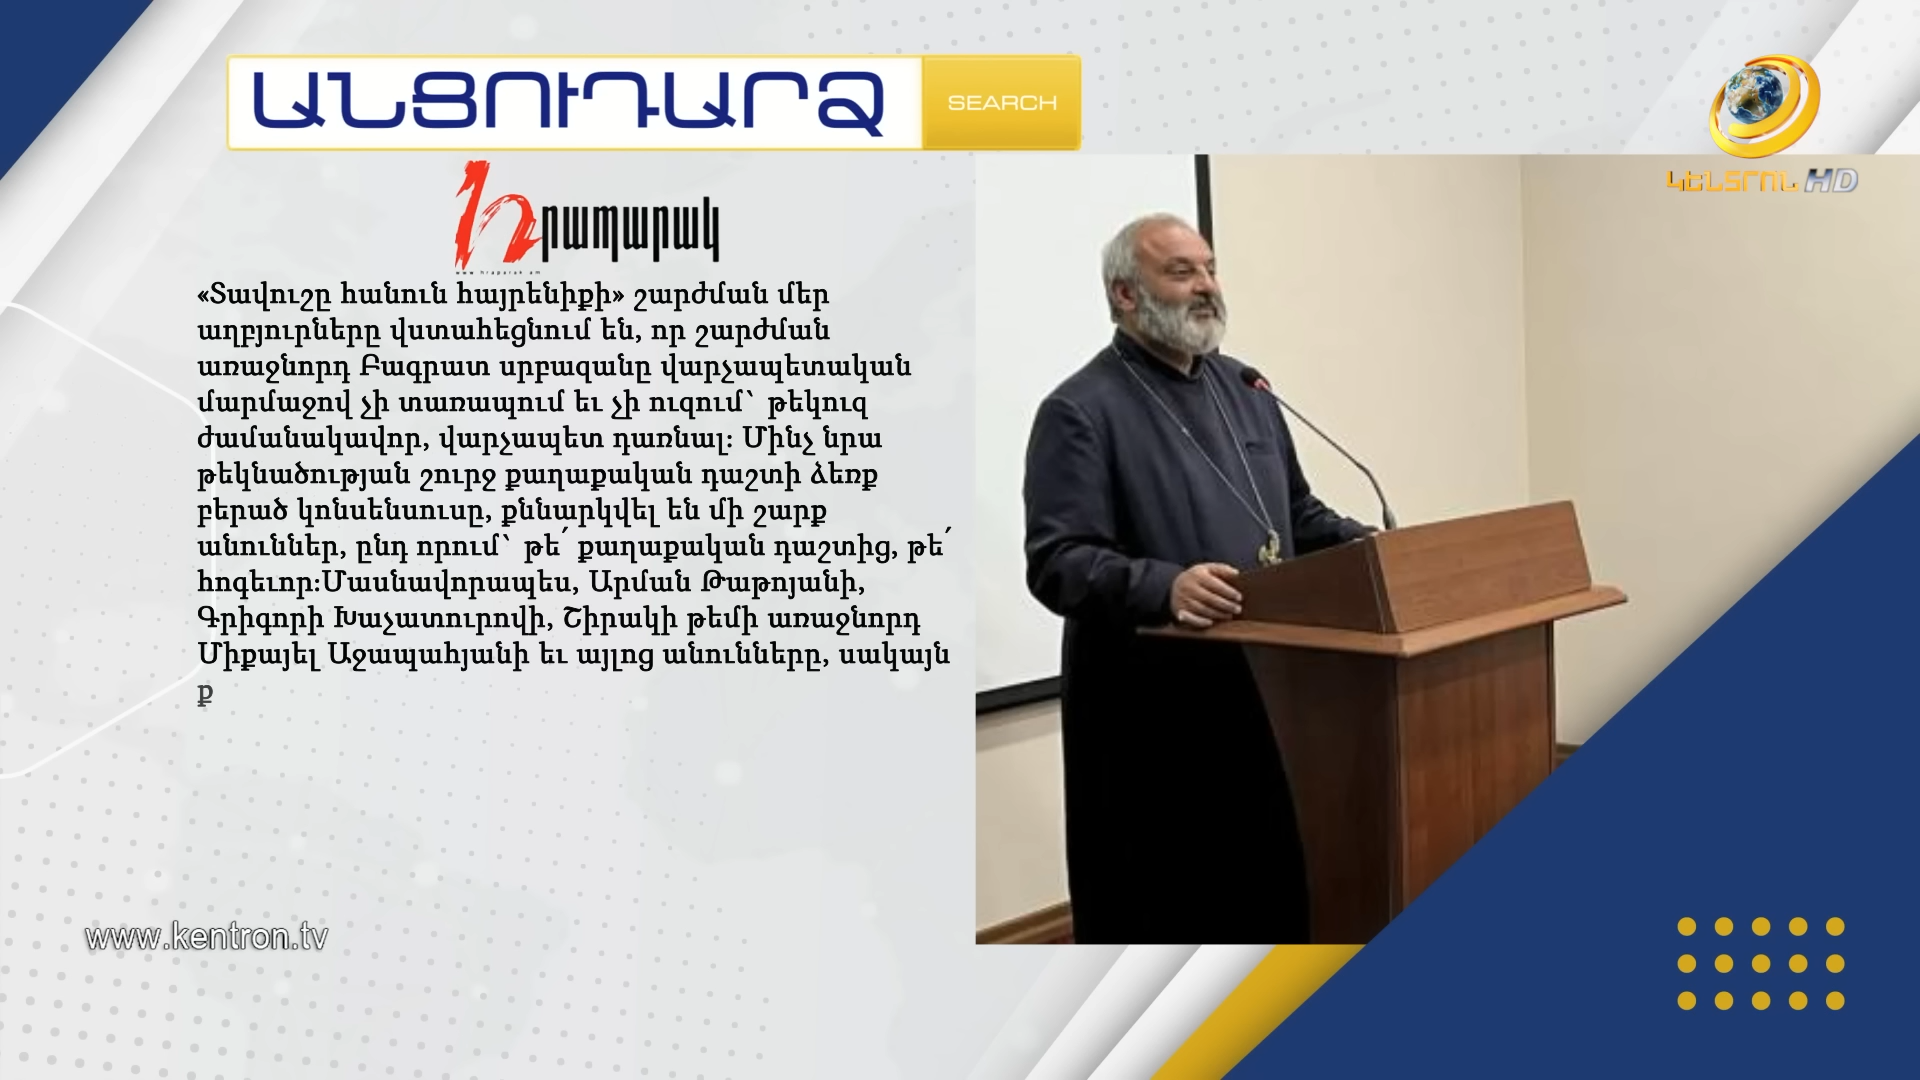 ԱՆՑՈՒԴԱՐՁ
SEARCH
ԿԵՆՏՐՈՆ HD
հրապարակ
www.hraparak.am
«Տավուշը հանուն հայրենիքի» շարժման մեր
աղբյուրները վստահեցնում են, որ շարժման
առաջնորդ Բագրատ սրբազանը վարչապետական
մարմաջով չի տառապում եւ չի ուզում` թեկուզ
ժամանակավոր, վարչապետ դառնալ: Մինչ նրա
թեկնածության շուրջ քաղաքական դաշտի ձեռք
բերած կոնսենսուսը, քննարկվել են մի շարք
անուններ, ընդ որում` թե՛ քաղաքական դաշտից, թե՛
հոգեւոր:Մասնավորապես, Արման Թաթոյանի,
Գրիգորի Խաչատուրովի, Շիրակի թեմի առաջնորդ
Միքայել Աջապահյանի եւ այլոց անունները, սակայն
ք
www.kentron.tv